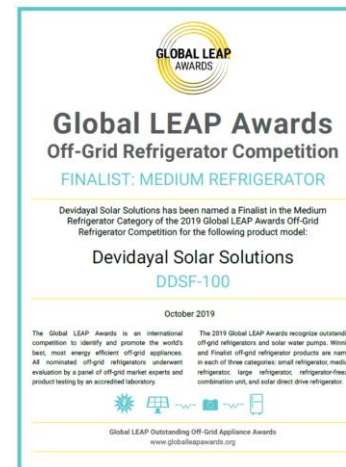 GLOBAL LEAP
AWARDS
Global LEAP Awards
Off-Grid Refrigerator Competition
FINALIST: MEDIUM REFRIGERATOR
Devidayal Solar Solutions has been named a Finalist in the Medium
Refrigerator Category of the 2019 Global LEAP Awards Off-Grid
Refrigerator Competition for the following product model:
Devidayal Solar Solutions
DDSF-100
October 2019
The Global LEAP Awards is an international
competition to identify and promote the world's
best, most energy efficient off-grid appliances.
All nominated off-grid refrigerators underwent
evaluation by a panel of off-grid market experts and
product testing by an accredited laboratory.
The 2019 Global LEAP Awards recognize outstandi
off-grid refrigerators and solar water pumps. Winni
and Finalist off-grid refrigerator products are nam
in each of three categories: small refrigerator, mediu
refrigerator, large refrigerator, refrigerator-freez
combination unit, and solar direct drive refrigerator.
Global LEAP Outstanding Off-Grid Appliance Awards
www.globalleapawards.org